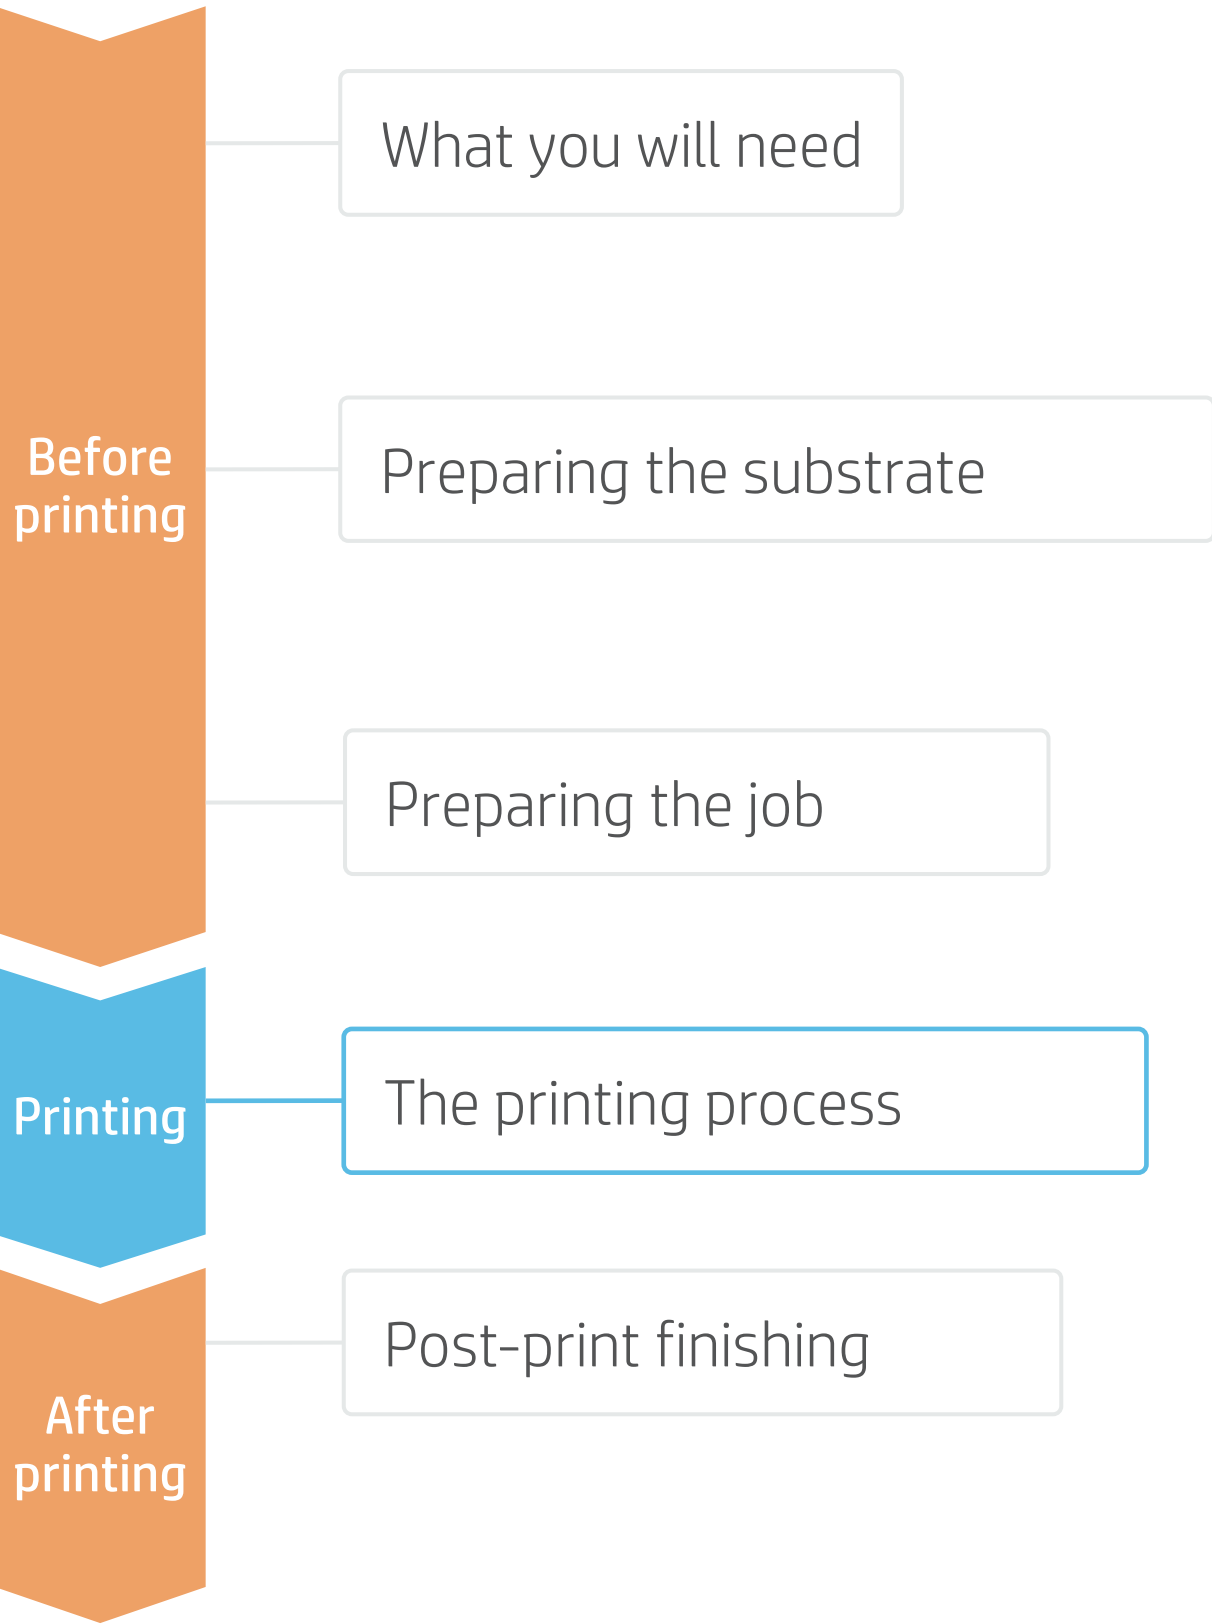 What you will need
Before
printing
Preparing the substrate
Preparing the job
Printing
The printing process
Post-print finishing
After
printing